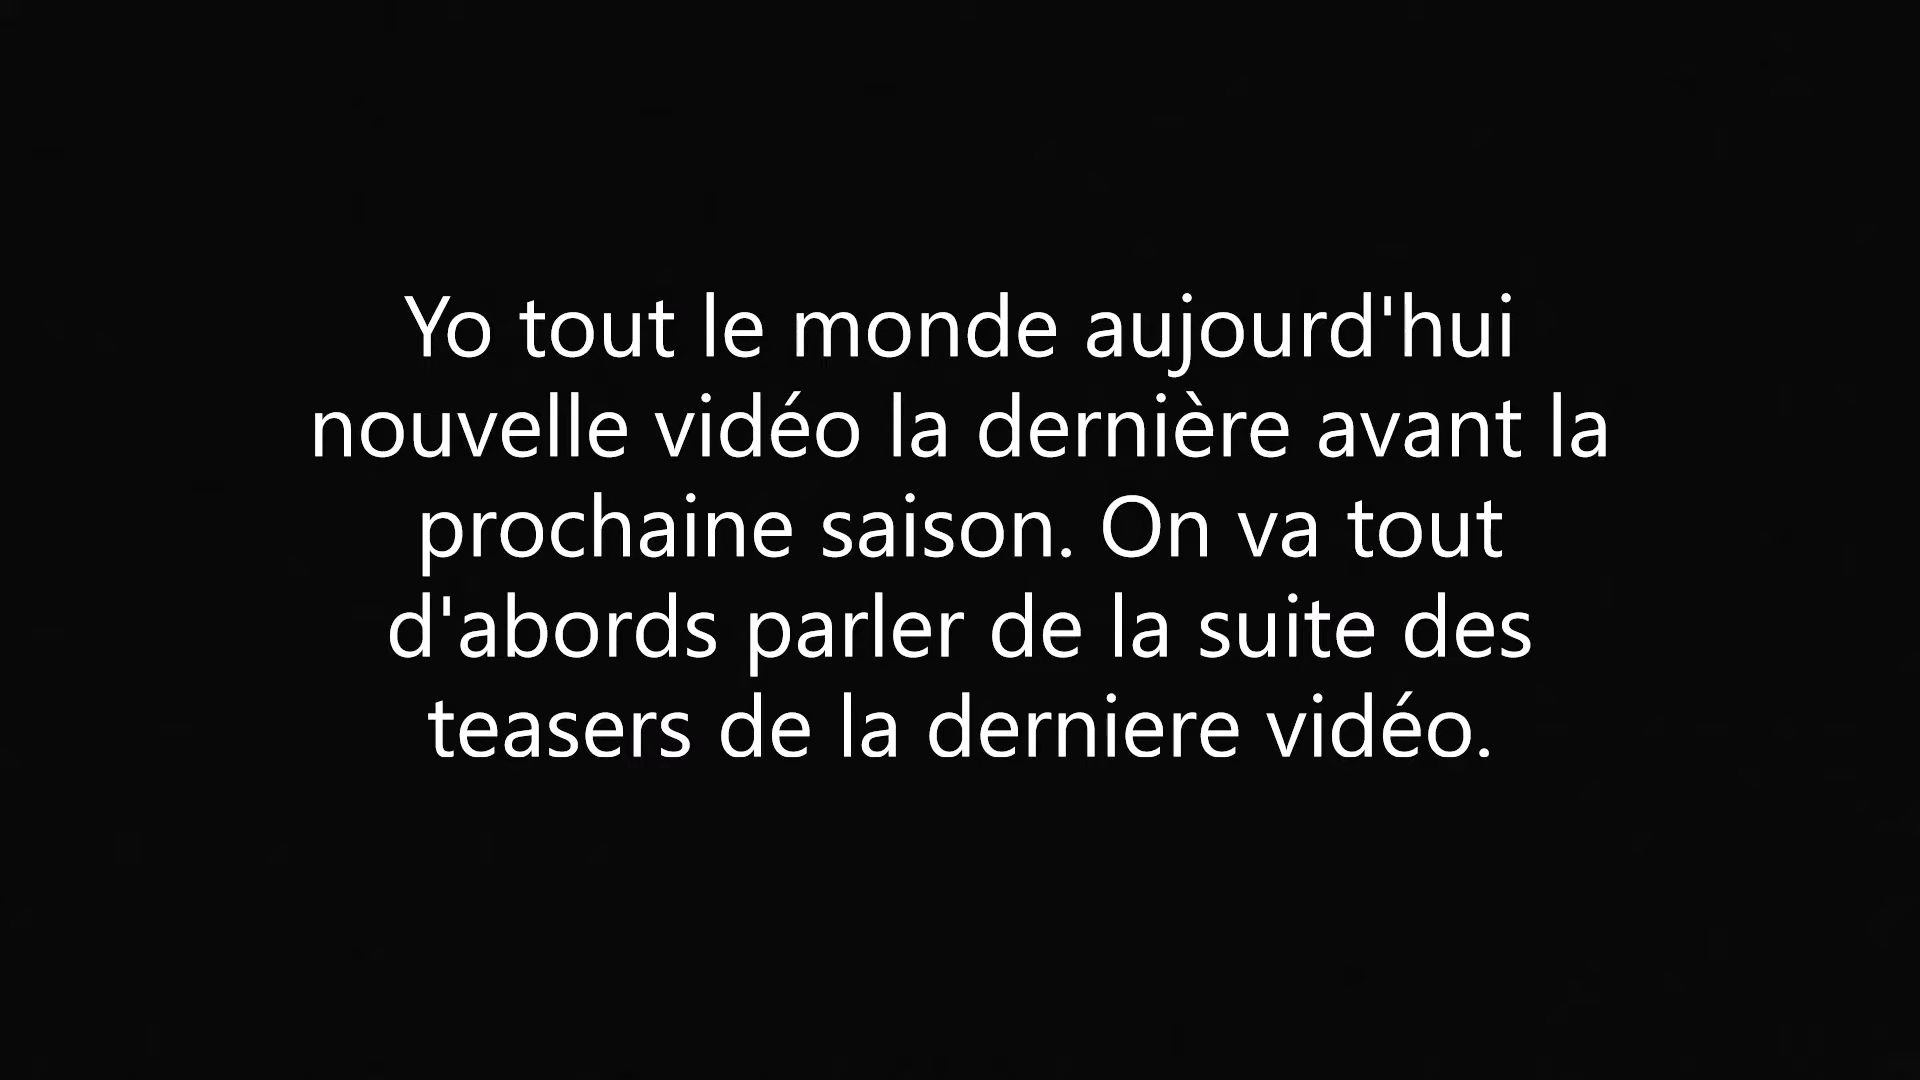 Yo tout le monde aujourd'hui
nouvelle vidéo la dernière avant la
prochaine saison. On va tout
d'abords parler de la suite des
teasers de la derniere vidéo.